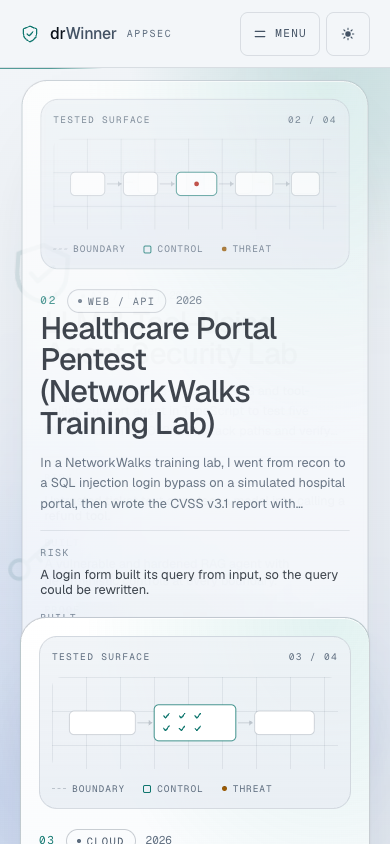 drWinner APPSEC
MENU
TESTED SURFACE 02 / 04
BOUNDARY CONTROL THREAT
02 WEB / API 2026
Healthcare Portal
Pentest
(NetworkWalks
Training Lab)
In a NetworkWalks training lab, I went from recon to
a SQL injection login bypass on a simulated hospital
portal, then wrote the CVSS v3.1 report with…
RISK
A login form built its query from input, so the query
could be rewritten.
BUILT
TESTED SURFACE 03 / 04
BOUNDARY CONTROL THREAT
03 CLOUD 2026